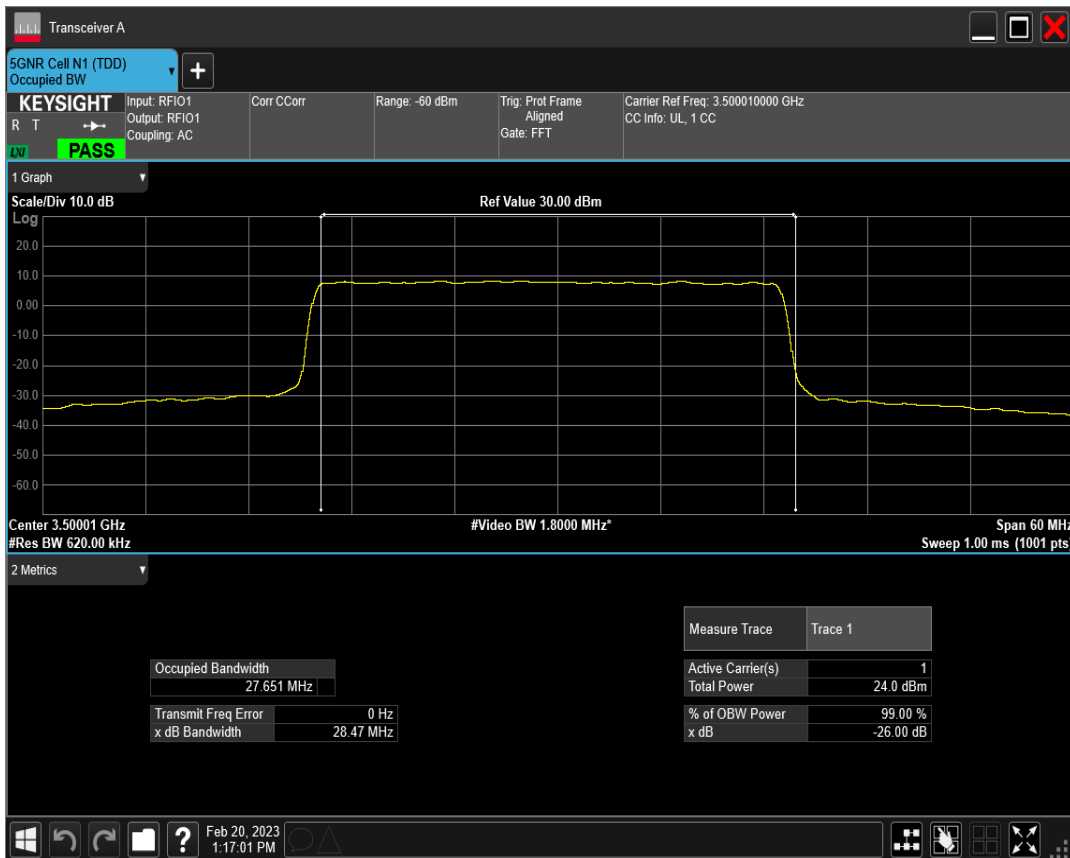 Transceiver A
5GNR Cell N1 (TDD)
Occupied BW
+
KEYSIGHT
R T
LXI
PASS
Input: RFIO1
Output: RFIO1
Coupling: AC
Corr CCorr
Range: -60 dBm
Trig: Prot Frame
Aligned
Gate: FFT
Carrier Ref Freq: 3.500010000 GHz
CC Info: UL, 1 CC
1 Graph
Scale/Div 10.0 dB
Ref Value 30.00 dBm
Log
20.0
10.0
0.00
-10.0
-20.0
-30.0
-40.0
-50.0
-60.0
Center 3.50001 GHz
#Video BW 1.8000 MHz*
Span 60 MHz
#Res BW 620.00 kHz
Sweep 1.00 ms (1001 pts)
2 Metrics
Measure Trace Trace 1
Occupied Bandwidth
27.651 MHz
Active Carrier(s) 1
Total Power 24.0 dBm
Transmit Freq Error 0 Hz
x dB Bandwidth 28.47 MHz
% of OBW Power 99.00 %
x dB -26.00 dB
?
Feb 20, 2023
1:17:01 PM